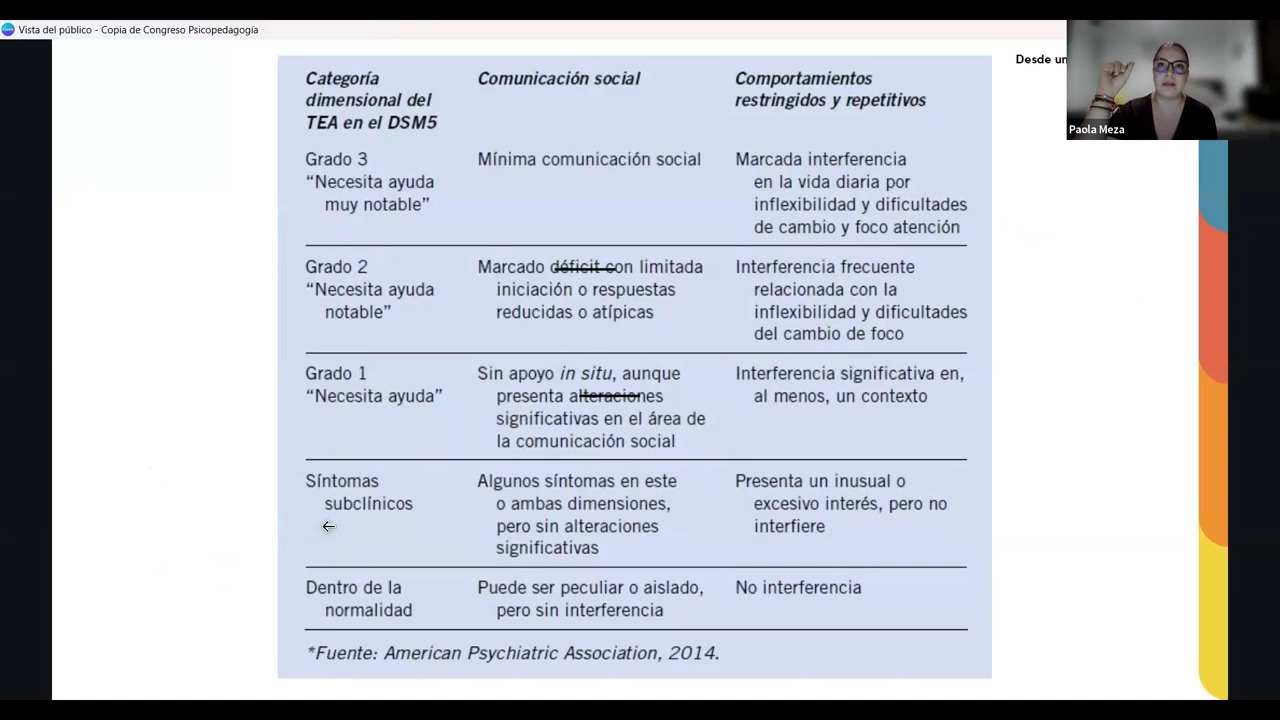 Vista del público - Copia de Congreso Psicopedagogía
Desde un
Paola Meza
Categoría dimensional del TEA en el DSM5
Comunicación social
Comportamientos restringidos y repetitivos
Grado 3
“Necesita ayuda
muy notable”
Mínima comunicación social
Marcada interferencia
en la vida diaria por
inflexibilidad y dificultades
de cambio y foco atención
Grado 2
“Necesita ayuda
notable”
Marcado déficit con limitada
iniciación o respuestas
reducidas o atípicas
Interferencia frecuente
relacionada con la
inflexibilidad y dificultades
del cambio de foco
Grado 1
“Necesita ayuda”
Sin apoyo in situ, aunque
presenta alteraciones
significativas en el área de
la comunicación social
Interferencia significativa en,
al menos, un contexto
Síntomas
subclínicos
Algunos síntomas en este
o ambas dimensiones,
pero sin alteraciones
significativas
Presenta un inusual o
excesivo interés, pero no
interfiere
Dentro de la
normalidad
Puede ser peculiar o aislado,
pero sin interferencia
No interferencia
*Fuente: American Psychiatric Association, 2014.